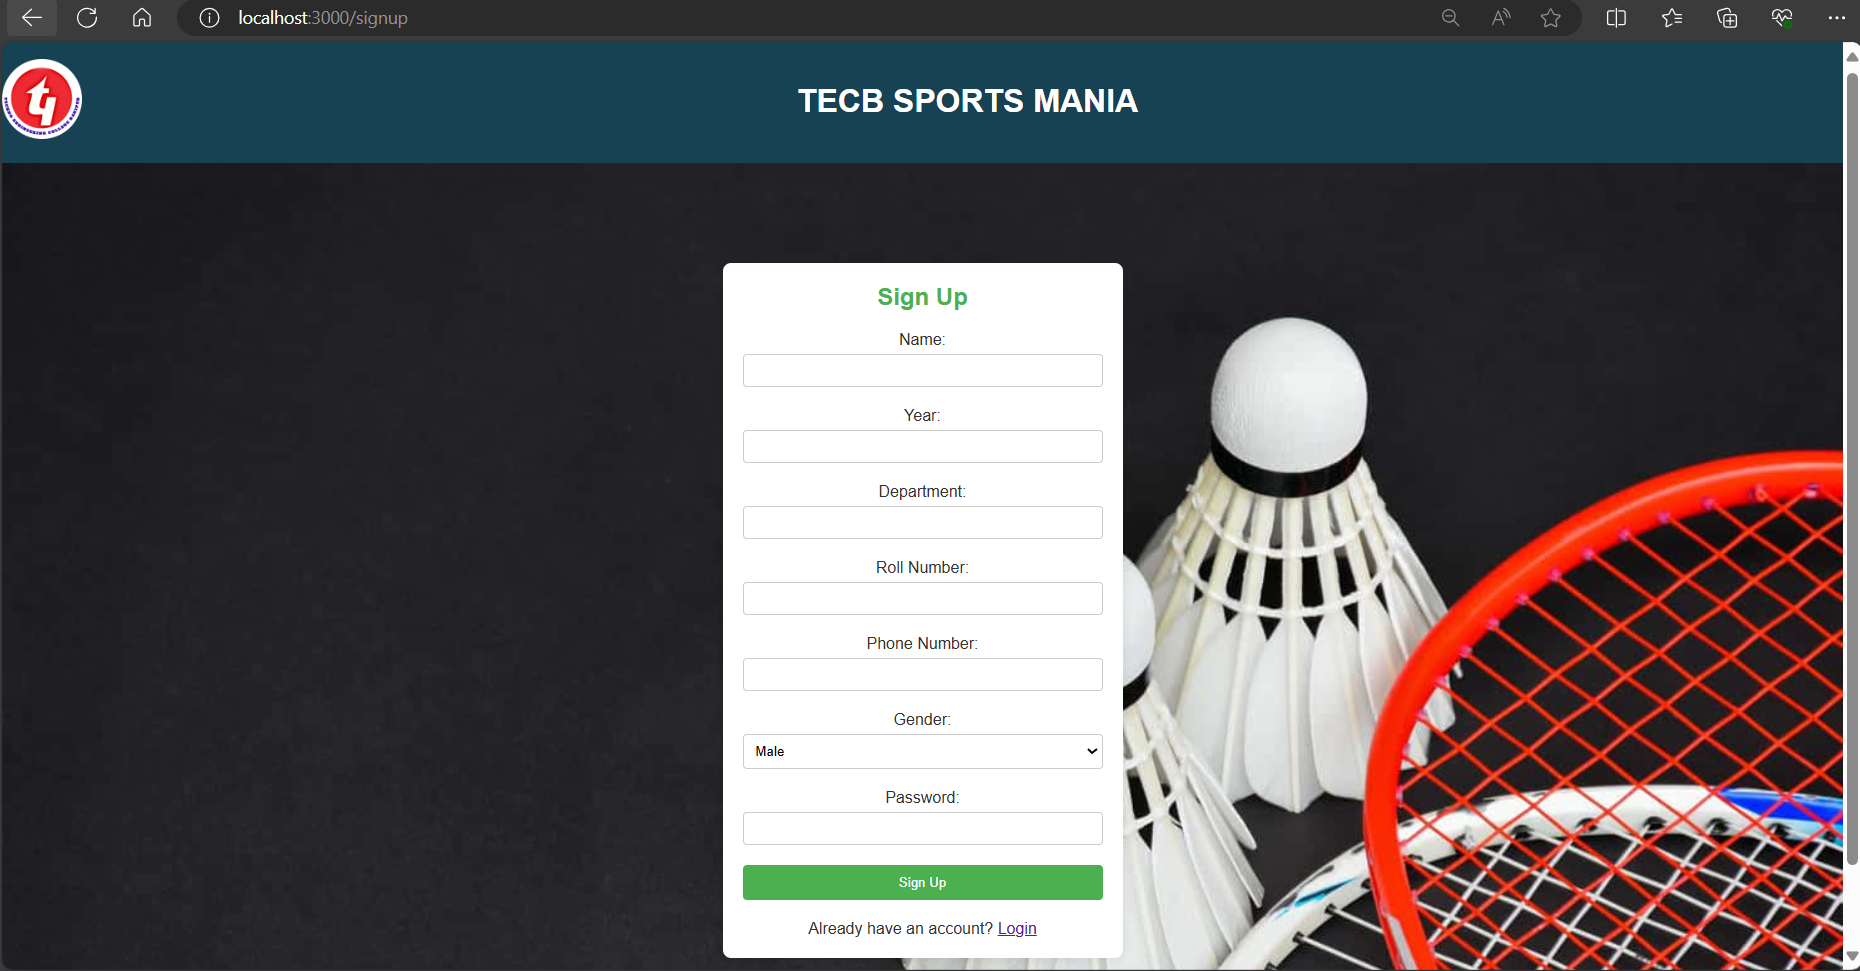 localhost:3000/signup
TECB SPORTS MANIA
Sign Up
Name:
Year:
Department:
Roll Number:
Phone Number:
Gender:
Male
Password:
Sign Up
Already have an account? Login